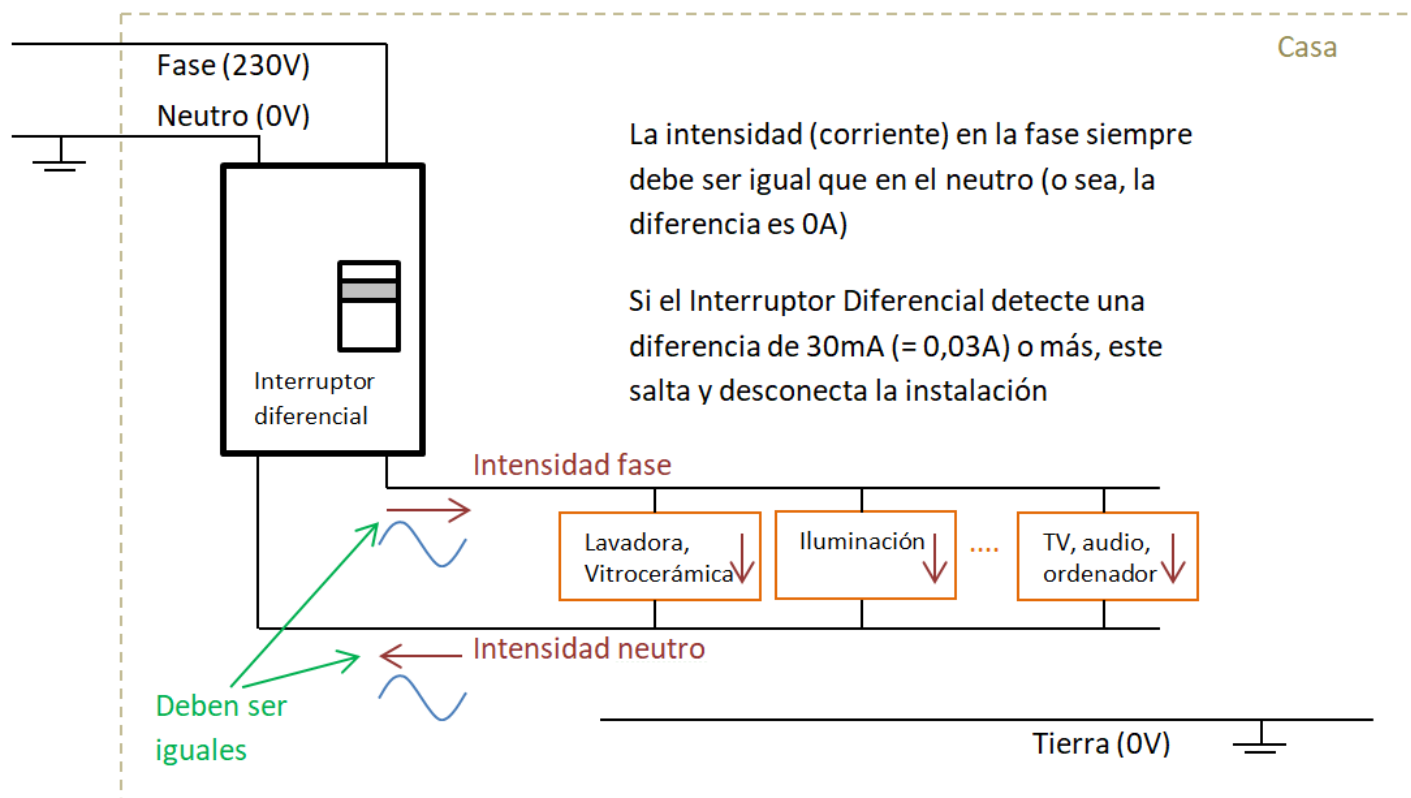 Casa
Fase (230V)
Neutro (0V)
La intensidad (corriente) en la fase siempre
debe ser igual que en el neutro (o sea, la
diferencia es 0A)
Si el Interruptor Diferencial detecte una
diferencia de 30mA (= 0,03A) o más, este
salta y desconecta la instalación
Interruptor
diferencial
Intensidad fase
Lavadora,
Vitrocerámica
Iluminación
....
TV, audio,
ordenador
Intensidad neutro
Deben ser
iguales
Tierra (0V)